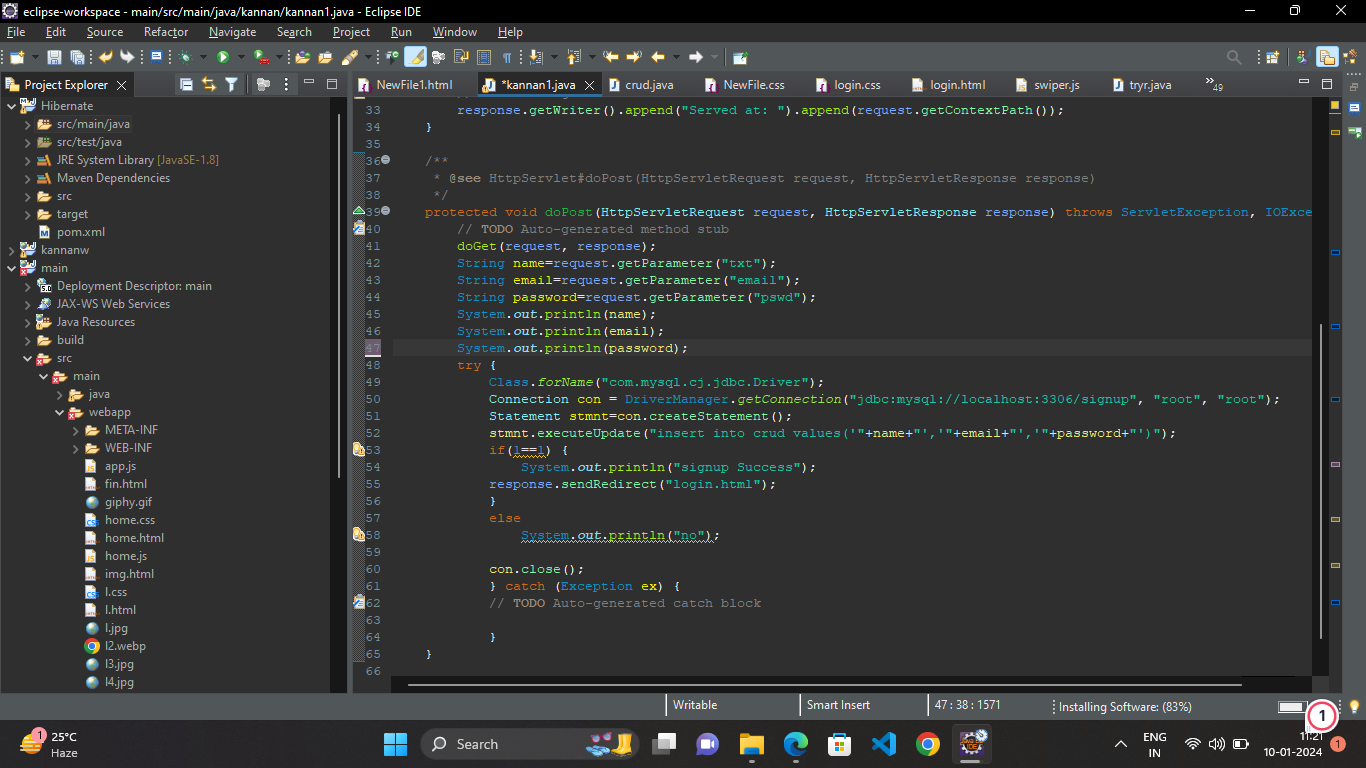 eclipse-workspace - main/src/main/java/kannan/kannan1.java - Eclipse IDE
File Edit Source Refactor Navigate Search Project Run Window Help
Project Explorer
NewFile1.html *kannan1.java crud.java NewFile.css login.css login.html swiper.js tryr.java »49
Hibernate
src/main/java
src/test/java
JRE System Library [JavaSE-1.8]
Maven Dependencies
src
target
pom.xml
kannanw
main
Deployment Descriptor: main
JAX-WS Web Services
Java Resources
build
src
main
java
webapp
META-INF
WEB-INF
app.js
fin.html
giphy.gif
home.css
home.html
home.js
img.html
l.css
l.html
l.jpg
l2.webp
l3.jpg
l4.jpg
33 response.getWriter().append("Served at: ").append(request.getContextPath());
34 }
35
36 /**
37 * @see HttpServlet#doPost(HttpServletRequest request, HttpServletResponse response)
38 */
39 protected void doPost(HttpServletRequest request, HttpServletResponse response) throws ServletException, IOExce
40 // TODO Auto-generated method stub
41 doGet(request, response);
42 String name=request.getParameter("txt");
43 String email=request.getParameter("email");
44 String password=request.getParameter("pswd");
45 System.out.println(name);
46 System.out.println(email);
47 System.out.println(password);
48 try {
49 Class.forName("com.mysql.cj.jdbc.Driver");
50 Connection con = DriverManager.getConnection("jdbc:mysql://localhost:3306/signup", "root", "root");
51 Statement stmnt=con.createStatement();
52 stmnt.executeUpdate("insert into crud values('"+name+"','"+email+"','"+password+"')");
53 if(1==1) {
54 System.out.println("signup Success");
55 response.sendRedirect("login.html");
56 }
57 else
58 System.out.println("no");
59
60 con.close();
61 } catch (Exception ex) {
62 // TODO Auto-generated catch block
63
64 }
65 }
66
Writable Smart Insert 47 : 38 : 1571 Installing Software: (83%)
1
1
25°C
Haze
Search
ENG
IN
11:21
10-01-2024
1